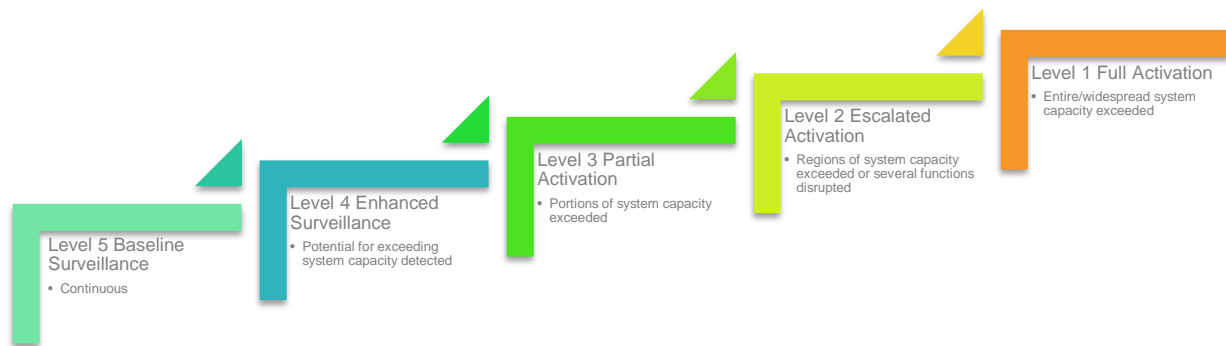 Level 5 Baseline
Surveillance
• Continuous
Level 4 Enhanced
Surveillance
• Potential for exceeding
system capacity detected
Level 3 Partial
Activation
• Portions of system capacity
exceeded
Level 2 Escalated
Activation
• Regions of system capacity
exceeded or several functions
disrupted
Level 1 Full Activation
• Entire/widespread system
capacity exceeded